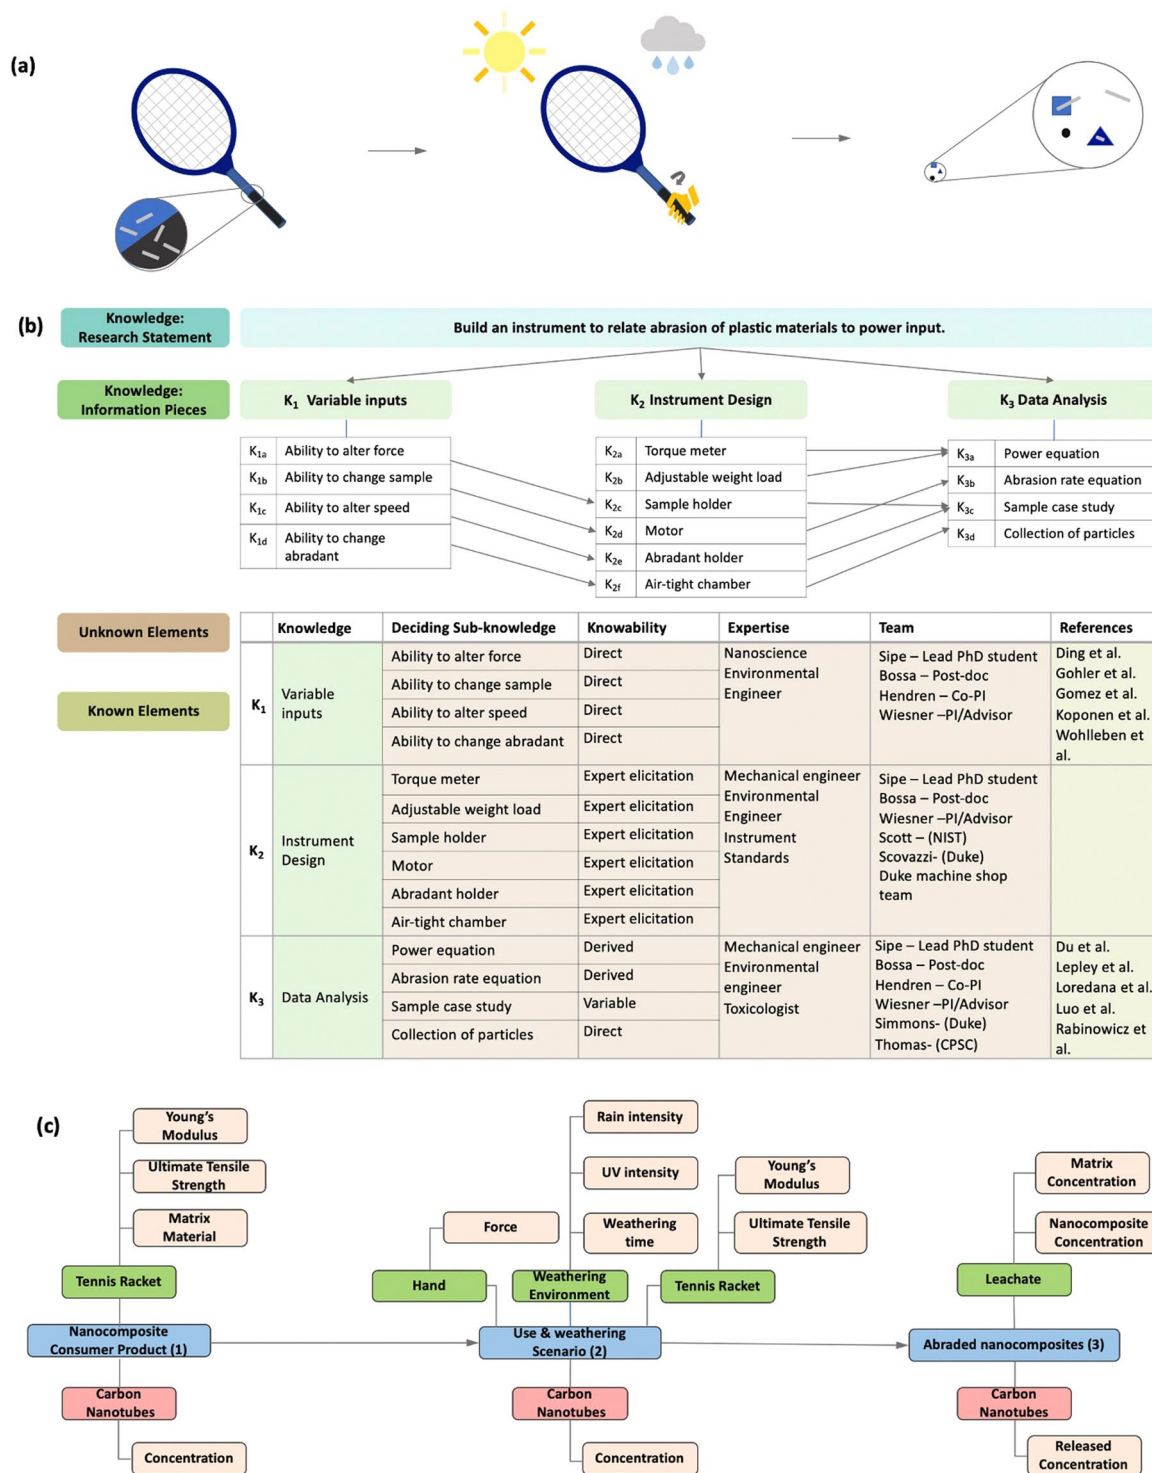 (a)
(b)
Knowledge:
Research Statement
Build an instrument to relate abrasion of plastic materials to power input.
Knowledge:
Information Pieces
K1 Variable inputs
K2 Instrument Design
K3 Data Analysis
K1a Ability to alter force
K1b Ability to change sample
K1c Ability to alter speed
K1d Ability to change
abradant
K2a Torque meter
K2b Adjustable weight load
K2c Sample holder
K2d Motor
K2e Abradant holder
K2f Air-tight chamber
K3a Power equation
K3b Abrasion rate equation
K3c Sample case study
K3d Collection of particles
Unknown Elements
Known Elements
Knowledge Deciding Sub-knowledge Knowability Expertise Team References
K1
Variable
inputs
Ability to alter force
Ability to change sample
Ability to alter speed
Ability to change abradant
Direct
Direct
Direct
Direct
Nanoscience
Environmental
Engineer
Sipe – Lead PhD student
Bossa – Post-doc
Hendren – Co-PI
Wiesner –PI/Advisor
Ding et al.
Gohler et al.
Gomez et al.
Koponen et al.
Wohlleben et
al.
K2
Instrument
Design
Torque meter
Adjustable weight load
Sample holder
Motor
Abradant holder
Air-tight chamber
Expert elicitation
Expert elicitation
Expert elicitation
Expert elicitation
Expert elicitation
Expert elicitation
Mechanical engineer
Environmental
Engineer
Instrument
Standards
Sipe – Lead PhD student
Bossa – Post-doc
Wiesner –PI/Advisor
Scott – (NIST)
Scovazzi- (Duke)
Duke machine shop
team
K3
Data Analysis
Power equation
Abrasion rate equation
Sample case study
Collection of particles
Derived
Derived
Variable
Direct
Mechanical engineer
Environmental
engineer
Toxicologist
Sipe – Lead PhD student
Bossa – Post-doc
Hendren – Co-PI
Wiesner –PI/Advisor
Simmons- (Duke)
Thomas- (CPSC)
Du et al.
Lepley et al.
Loredana et al.
Luo et al.
Rabinowicz et
al.
(c)
Young's
Modulus
Ultimate Tensile
Strength
Matrix
Material
Tennis Racket
Nanocomposite
Consumer Product (1)
Carbon
Nanotubes
Concentration
Rain intensity
UV intensity
Weathering
time
Force
Hand
Weathering
Environment
Young's
Modulus
Ultimate Tensile
Strength
Tennis Racket
Use & weathering
Scenario (2)
Carbon
Nanotubes
Concentration
Matrix
Concentration
Nanocomposite
Concentration
Leachate
Abraded nanocomposites (3)
Carbon
Nanotubes
Released
Concentration